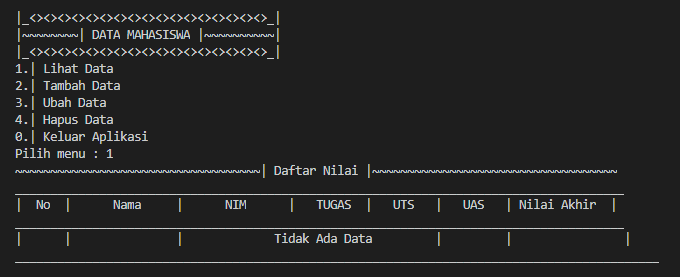 |_<><><><><><><><><><><><><><><><><>_|
|~~~~~~~~| DATA MAHASISWA |~~~~~~~~~~|
|_<><><><><><><><><><><><><><><><><>_|
1.| Lihat Data
2.| Tambah Data
3.| Ubah Data
4.| Hapus Data
0.| Keluar Aplikasi
Pilih menu : 1
~~~~~~~~~~~~~~~~~~~~~~~~~~~~~~~~~~~| Daftar Nilai |~~~~~~~~~~~~~~~~~~~~~~~~~~~~~~~~~~~
| No | Nama | NIM | TUGAS | UTS | UAS | Nilai Akhir |
| | | Tidak Ada Data | | |